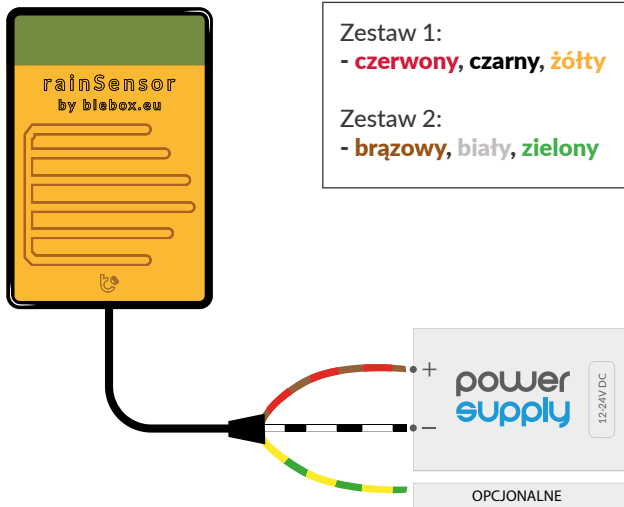 rainSensor
by blebox.eu
Zestaw 1:
- czerwony, czarny, żółty
Zestaw 2:
- brązowy, biały, zielony
+
power
supply
12-24V DC
−
OPCJONALNE